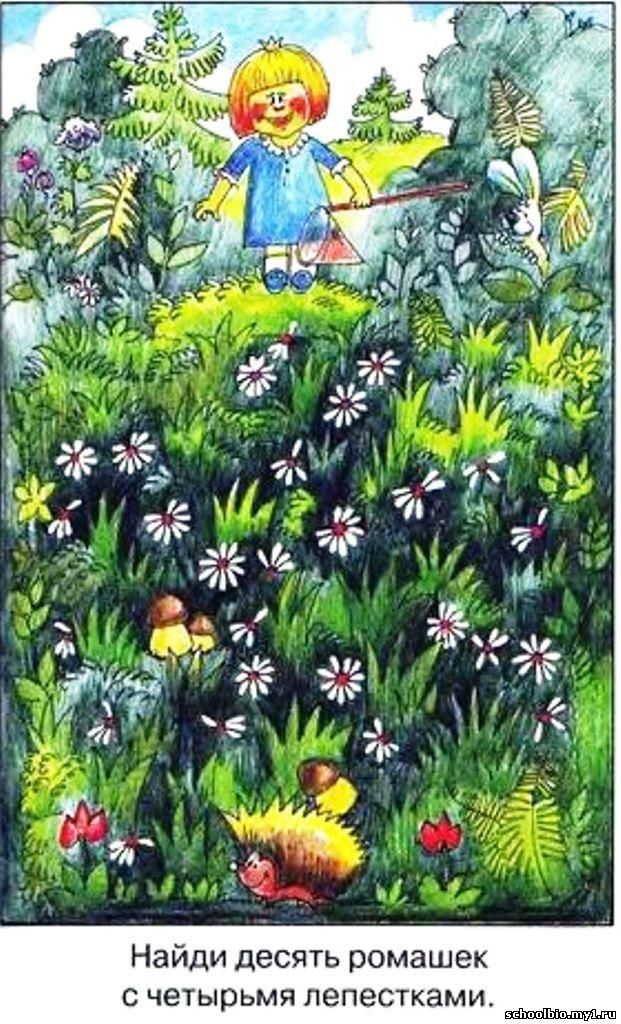 Найди десять ромашек
с четырьмя лепестками.
schoolbio.my1.ru